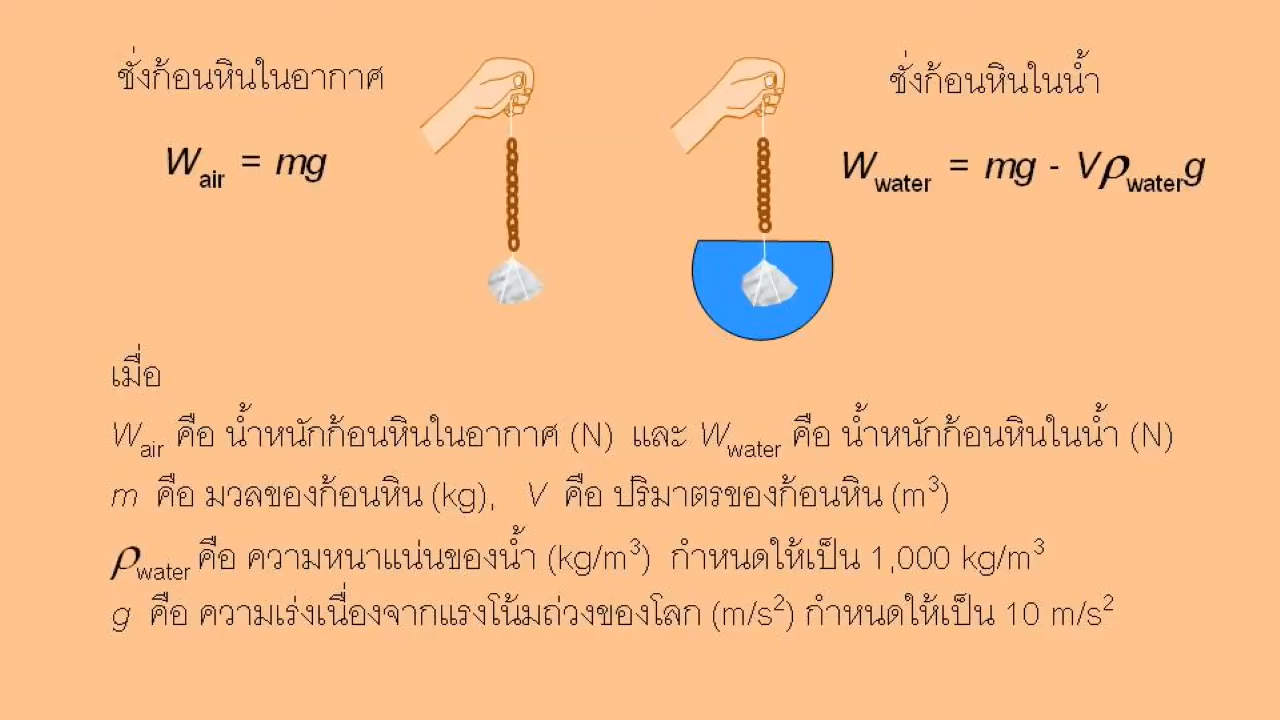 ชั่งก้อนหินในอากาศ
ชั่งก้อนหินในน้ำ
W_air = mg
W_water = mg - Vρ_water g
เมื่อ
W_air คือ น้ำหนักก้อนหินในอากาศ (N) และ W_water คือ น้ำหนักก้อนหินในน้ำ (N)
m คือ มวลของก้อนหิน (kg), V คือ ปริมาตรของก้อนหิน (m³)
ρ_water คือ ความหนาแน่นของน้ำ (kg/m³) กำหนดให้เป็น 1,000 kg/m³
g คือ ความเร่งเนื่องจากแรงโน้มถ่วงของโลก (m/s²) กำหนดให้เป็น 10 m/s²